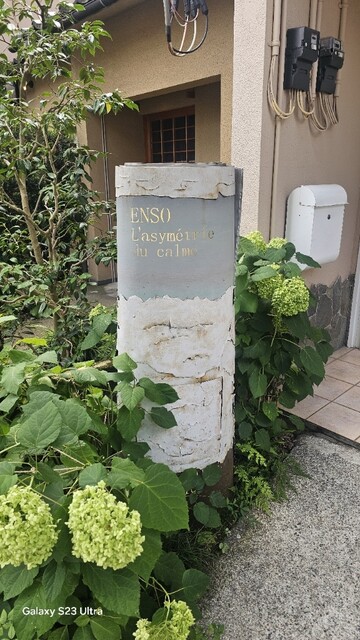 ENSO
L'asymétrie
du calme
Galaxy S23 Ultra